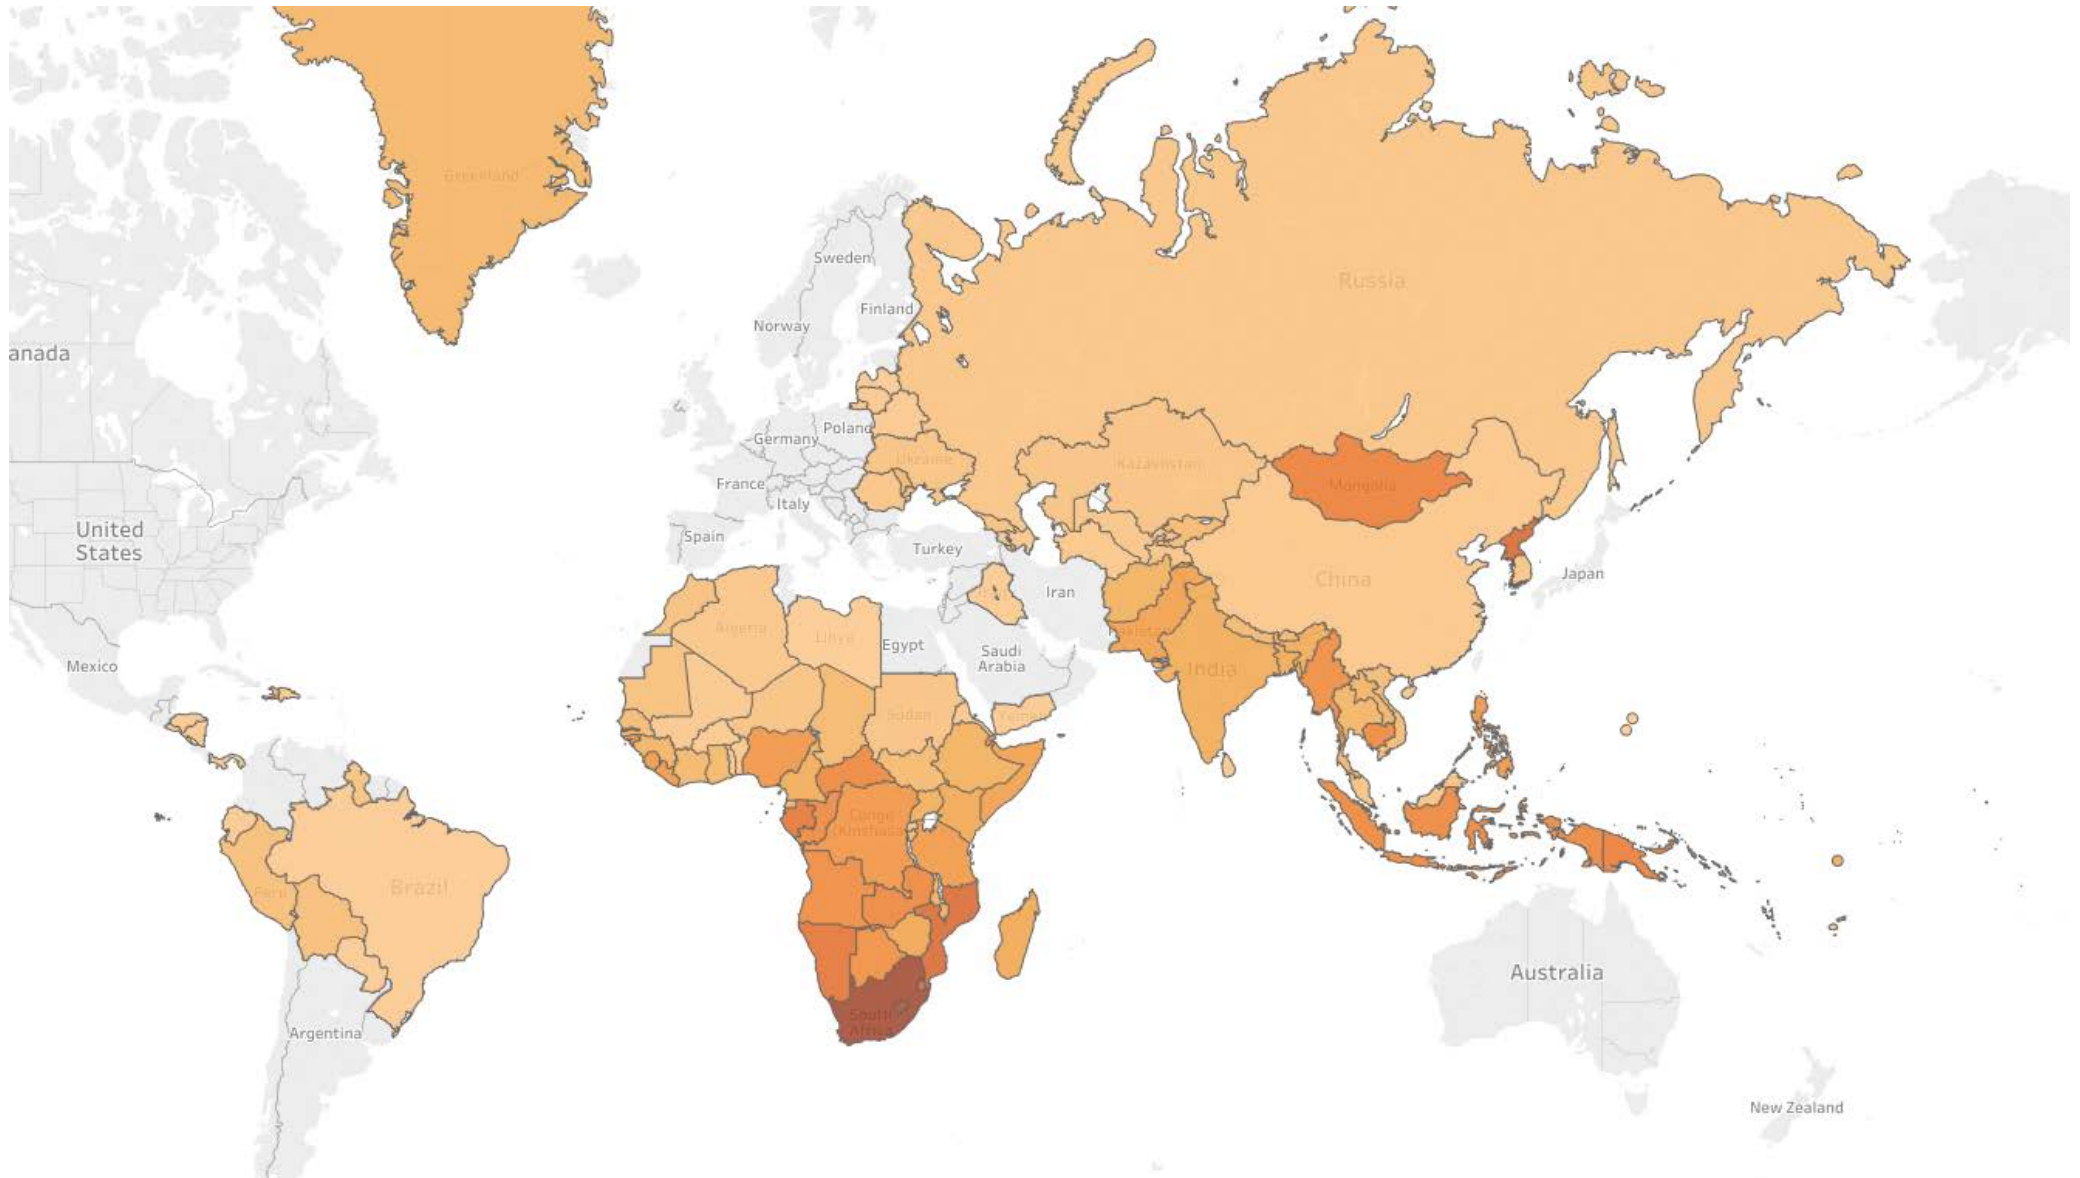 Greenland
Sweden
Russia
Finland
Norway
anada
Poland
Germany
Ukraine
Kazakhstan
France
Mongolia
Italy
United
States
Spain
Turkey
China
Japan
Iran
Algeria
Pakistan
Libya
Egypt
Saudi
Arabia
Mexico
India
Sudan
Yemen
Congo
(Kinshasa)
Peru
Brazil
Australia
South
Africa
Argentina
New Zealand